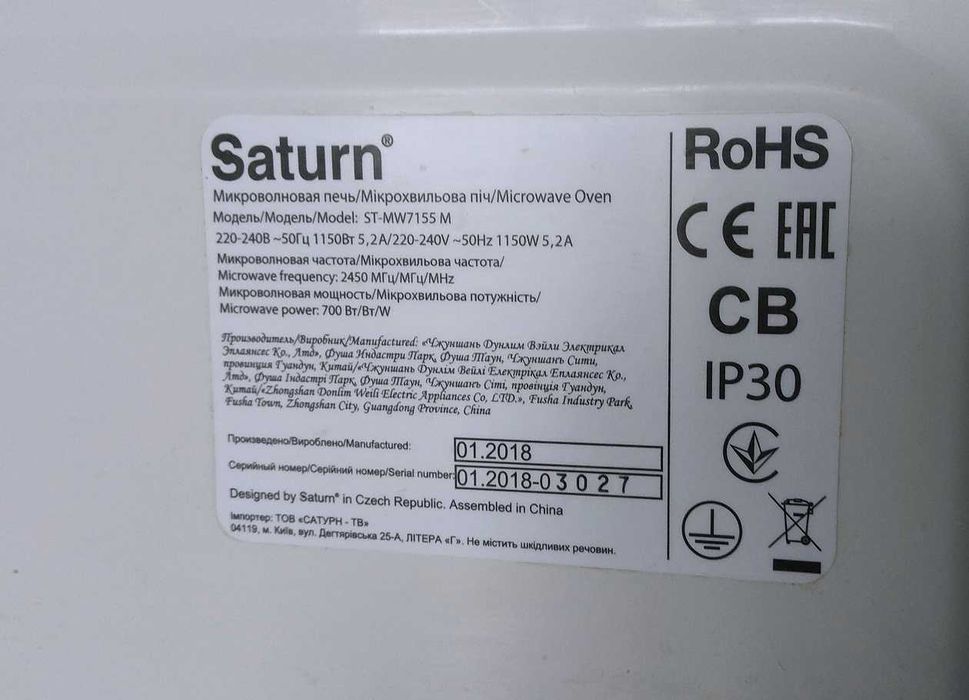 Saturn®
Микроволновая печь/Мікрохвильова піч/Microwave Oven
Модель/Модель/Model: ST-MW7155 M
220-240В ~50Гц 1150Вт 5,2А/220-240V ~50Hz 1150W 5,2A
Микроволновая частота/Мікрохвильова частота/
Microwave frequency: 2450 МГц/МГц/MHz
Микроволновая мощность/Мікрохвильова потужність/
Microwave power: 700 Вт/Вт/W
Производитель/Виробник/Manufactured: «Чжуншань Дунлим Вэйли Электрикал
Эплаянсес Ко., Лтд», Фуша Индастри Парк, Фуша Таун, Чжуншань Сити,
провинция Гуандун, Китай/«Чжуншань Дунлім Вейлі Електрікал Еплаянсес Ко.,
Лтд», Фуша Індастрі Парк, Фуша Таун, Чжуншань Сіті, провінція Гуандун,
Китай/«Zhongshan Donlim Weili Electric Appliances Co, LTD.», Fusha Industry Park,
Fusha Town, Zhongshan City, Guangdong Province, China
Произведено/Вироблено/Manufactured: 01.2018
Серийный номер/Серійний номер/Serial number: 01.2018-03027
Designed by Saturn® in Czech Republic. Assembled in China
Імпортер: ТОВ «САТУРН - ТВ»
04119, м. Київ, вул. Дегтярівська 25-А, ЛІТЕРА «Г». Не містить шкідливих речовин.
RoHS
CE EAC
CB
IP30